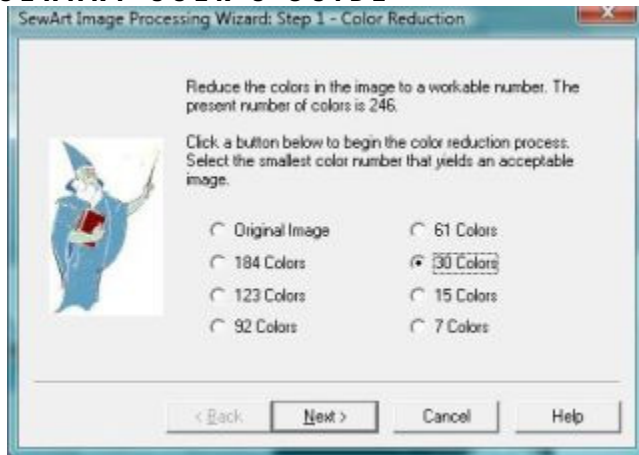 SewArt Image Processing Wizard: Step 1 - Color Reduction
Reduce the colors in the image to a workable number. The
present number of colors is 246.
Click a button below to begin the color reduction process.
Select the smallest color number that yields an acceptable
image.
Original Image
61 Colors
184 Colors
30 Colors
123 Colors
15 Colors
92 Colors
7 Colors
< Back
Next >
Cancel
Help